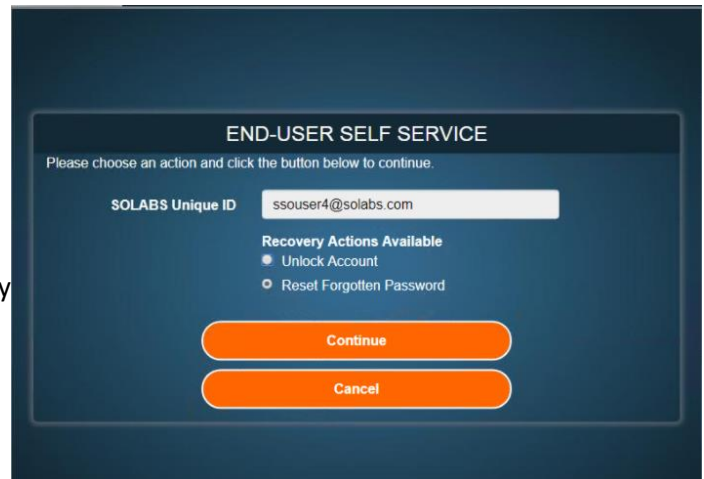 END-USER SELF SERVICE
Please choose an action and click the button below to continue.
SOLABS Unique ID ssouser4@solabs.com
Recovery Actions Available
Unlock Account
y
Reset Forgotten Password
Continue
Cancel